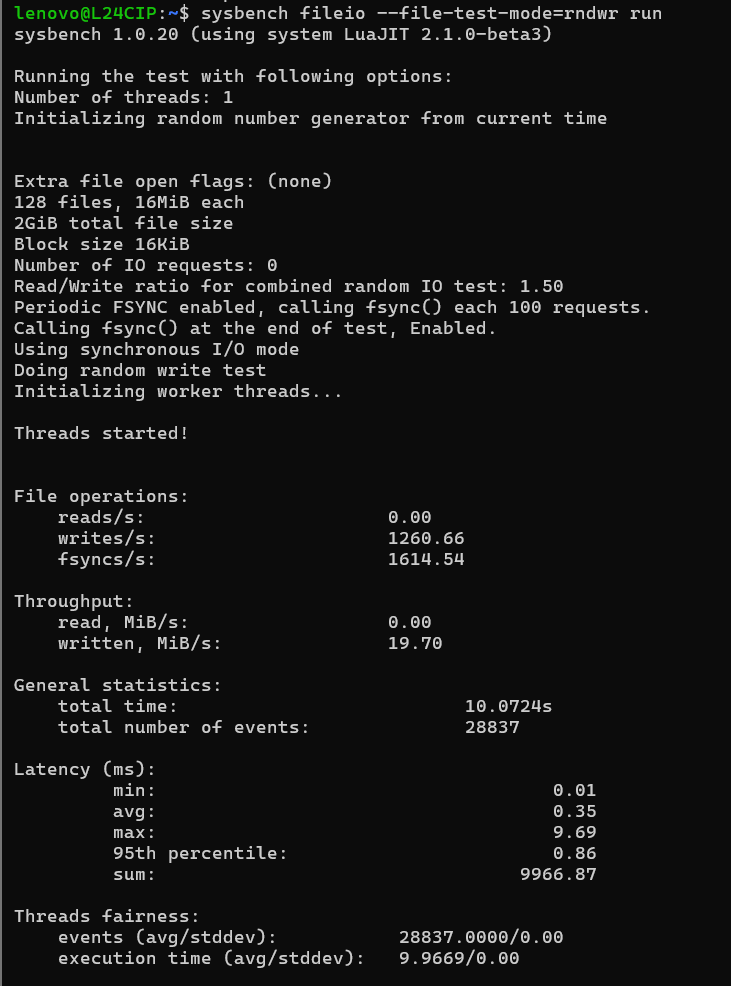 lenovo@L24CIP:~$ sysbench fileio --file-test-mode=rndwr run
sysbench 1.0.20 (using system LuaJIT 2.1.0-beta3)
Running the test with following options:
Number of threads: 1
Initializing random number generator from current time
Extra file open flags: (none)
128 files, 16MiB each
2GiB total file size
Block size 16KiB
Number of IO requests: 0
Read/Write ratio for combined random IO test: 1.50
Periodic FSYNC enabled, calling fsync() each 100 requests.
Calling fsync() at the end of test, Enabled.
Using synchronous I/O mode
Doing random write test
Initializing worker threads...
Threads started!
File operations:
reads/s: 0.00
writes/s: 1260.66
fsyncs/s: 1614.54
Throughput:
read, MiB/s: 0.00
written, MiB/s: 19.70
General statistics:
total time: 10.0724s
total number of events: 28837
Latency (ms):
min: 0.01
avg: 0.35
max: 9.69
95th percentile: 0.86
sum: 9966.87
Threads fairness:
events (avg/stddev): 28837.0000/0.00
execution time (avg/stddev): 9.9669/0.00